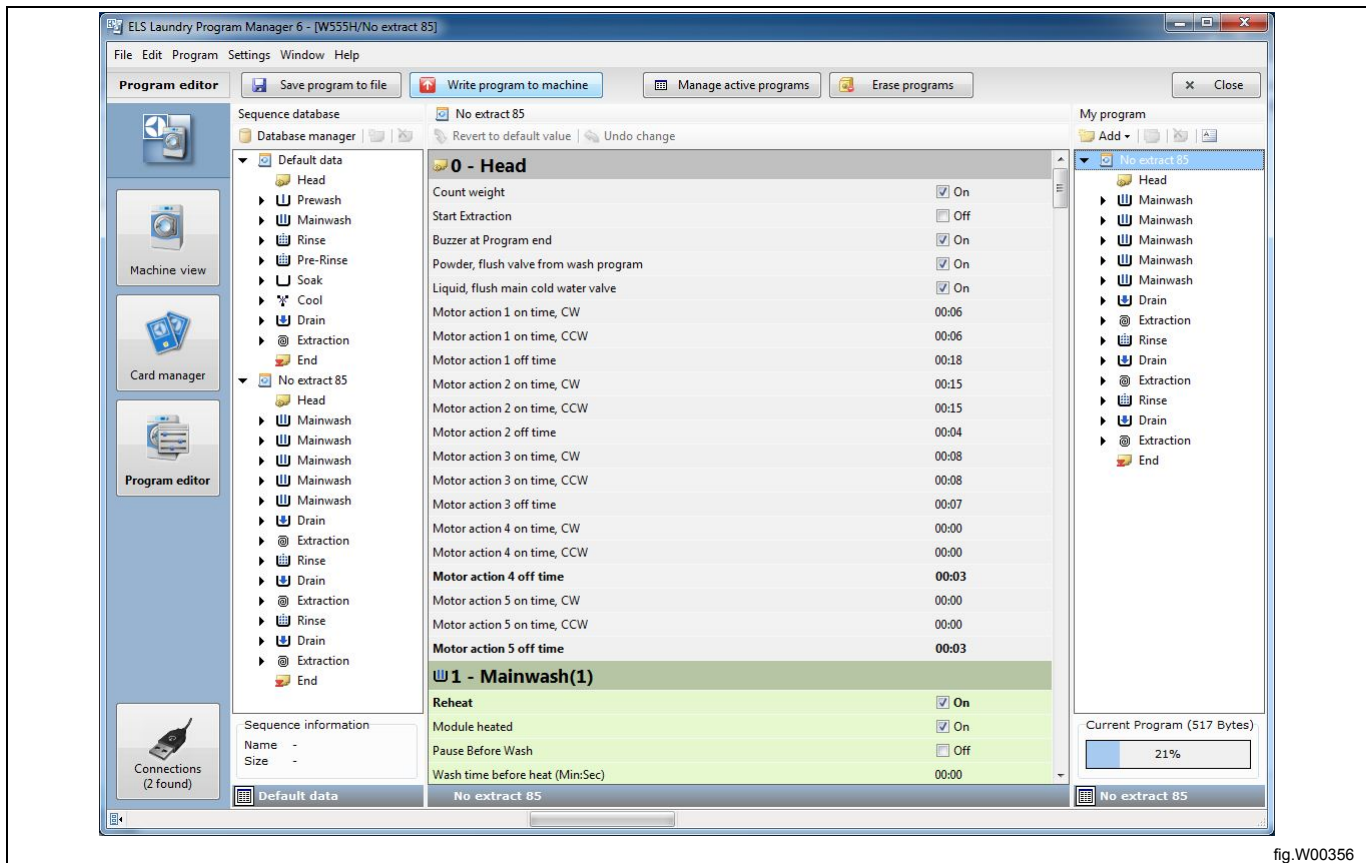 ELS Laundry Program Manager 6 - [W555H/No extract 85]
File Edit Program Settings Window Help
Program editor
Save program to file
Write program to machine
Manage active programs
Erase programs
Close
Machine view
Card manager
Program editor
Connections
(2 found)
Sequence database
Database manager
Default data
Head
Prewash
Mainwash
Rinse
Pre-Rinse
Soak
Cool
Drain
Extraction
End
No extract 85
Head
Mainwash
Mainwash
Mainwash
Mainwash
Mainwash
Drain
Extraction
Rinse
Drain
Extraction
Rinse
Drain
Extraction
End
Sequence information
Name -
Size -
Default data
No extract 85
Revert to default value Undo change
0 - Head
Count weight On
Start Extraction Off
Buzzer at Program end On
Powder, flush valve from wash program On
Liquid, flush main cold water valve On
Motor action 1 on time, CW 00:06
Motor action 1 on time, CCW 00:06
Motor action 1 off time 00:18
Motor action 2 on time, CW 00:15
Motor action 2 on time, CCW 00:15
Motor action 2 off time 00:04
Motor action 3 on time, CW 00:08
Motor action 3 on time, CCW 00:08
Motor action 3 off time 00:07
Motor action 4 on time, CW 00:00
Motor action 4 on time, CCW 00:00
Motor action 4 off time 00:03
Motor action 5 on time, CW 00:00
Motor action 5 on time, CCW 00:00
Motor action 5 off time 00:03
1 - Mainwash(1)
Reheat On
Module heated On
Pause Before Wash Off
Wash time before heat (Min:Sec) 00:00
No extract 85
My program
Add
No extract 85
Head
Mainwash
Mainwash
Mainwash
Mainwash
Mainwash
Drain
Extraction
Rinse
Drain
Extraction
Rinse
Drain
Extraction
End
Current Program (517 Bytes)
21%
No extract 85
fig.W00356